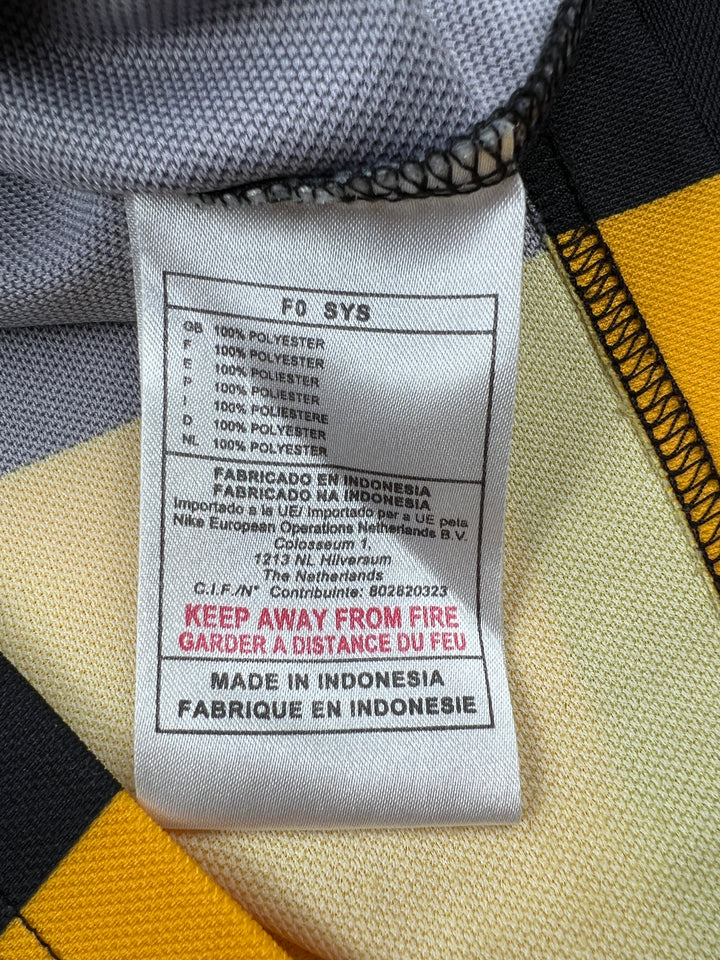 F0 SYS
GB 100% POLYESTER
F 100% POLYESTER
E 100% POLIESTER
P 100% POLIESTER
I 100% POLIESTERE
D 100% POLYESTER
NL 100% POLYESTER
FABRICADO EN INDONESIA
FABRICADO NA INDONESIA
Importado a la UE/ Importado par a UE pela
Nike European Operations Netherlands B.V.
Colosseum 1,
1213 NL Hilversum
The Netherlands
C.I.F./N° Contribuinte: 802620323
KEEP AWAY FROM FIRE
GARDER A DISTANCE DU FEU
MADE IN INDONESIA
FABRIQUE EN INDONESIE